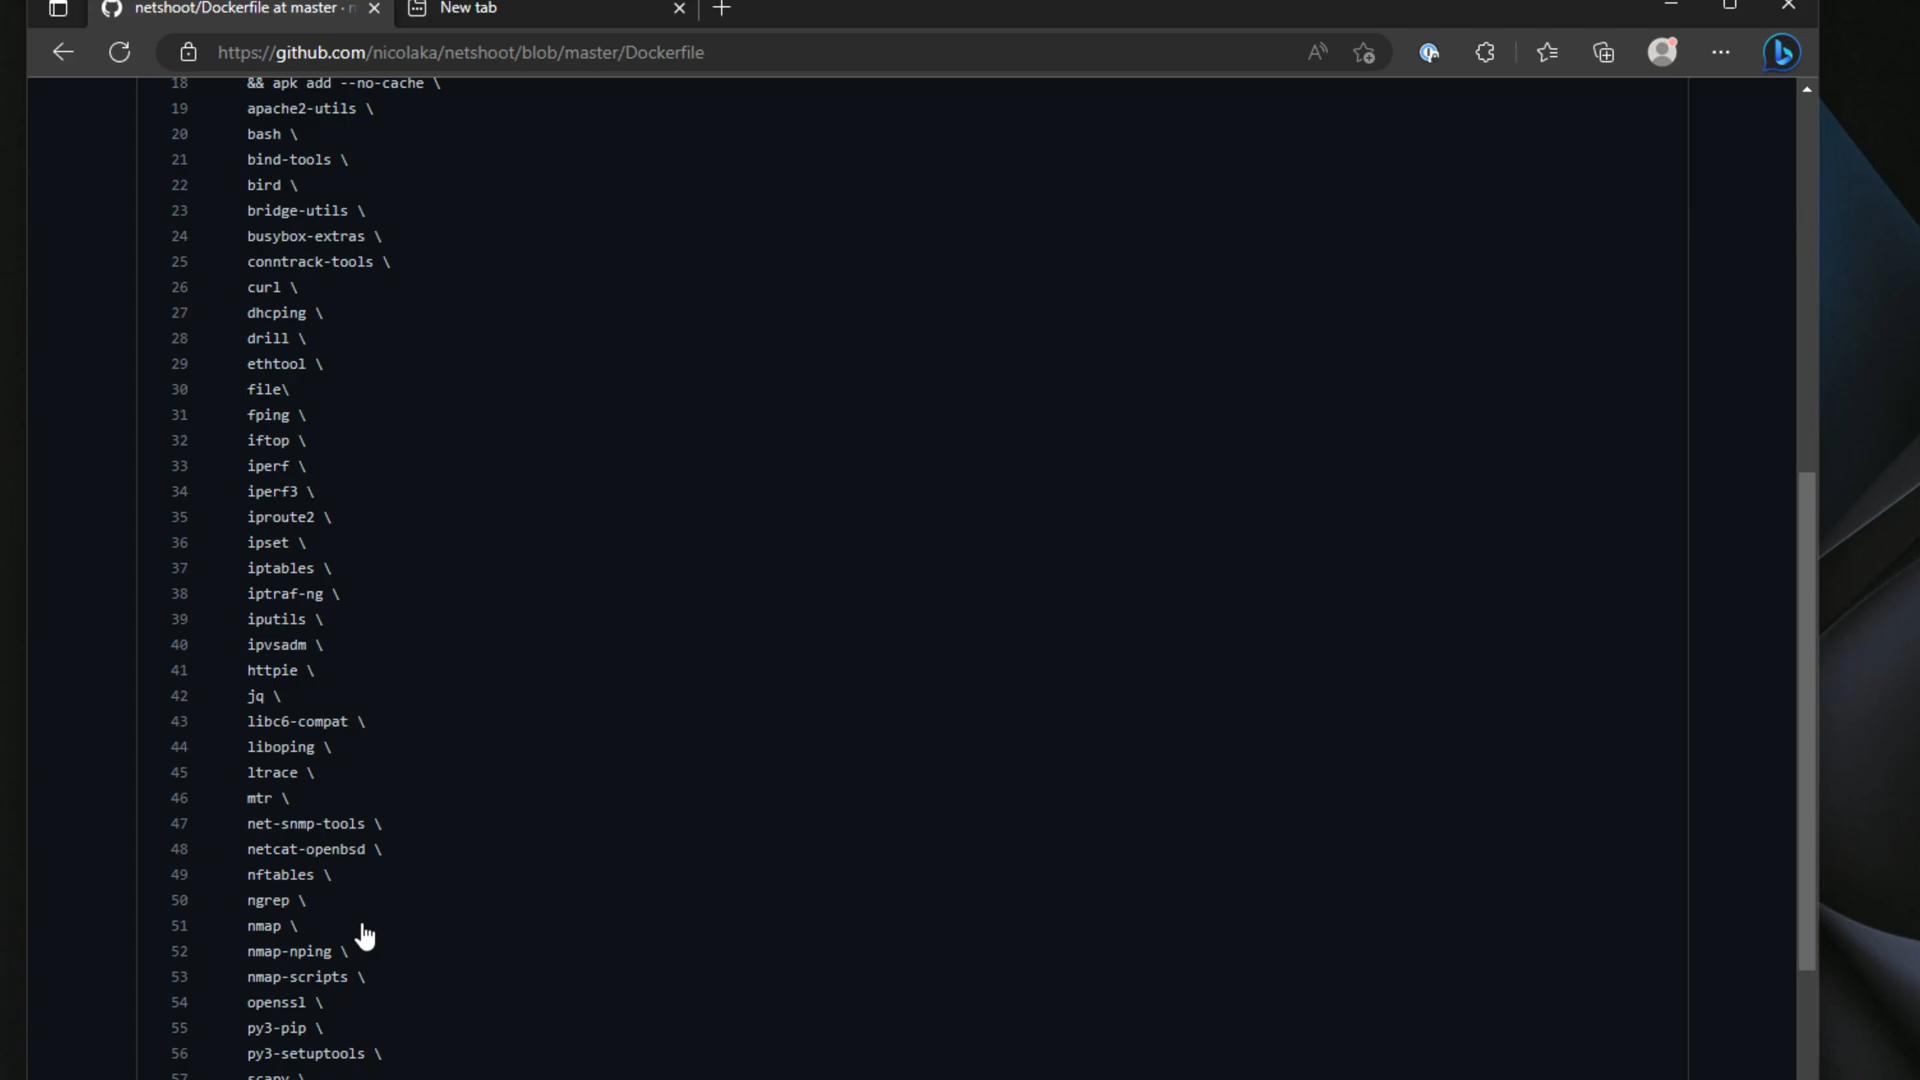 netshoot/Dockerfile at master · n
New tab
https://github.com/nicolaka/netshoot/blob/master/Dockerfile
18 && apk add --no-cache \
19 apache2-utils \
20 bash \
21 bind-tools \
22 bird \
23 bridge-utils \
24 busybox-extras \
25 conntrack-tools \
26 curl \
27 dhcping \
28 drill \
29 ethtool \
30 file\
31 fping \
32 iftop \
33 iperf \
34 iperf3 \
35 iproute2 \
36 ipset \
37 iptables \
38 iptraf-ng \
39 iputils \
40 ipvsadm \
41 httpie \
42 jq \
43 libc6-compat \
44 liboping \
45 ltrace \
46 mtr \
47 net-snmp-tools \
48 netcat-openbsd \
49 nftables \
50 ngrep \
51 nmap \
52 nmap-nping \
53 nmap-scripts \
54 openssl \
55 py3-pip \
56 py3-setuptools \
57 scapy \